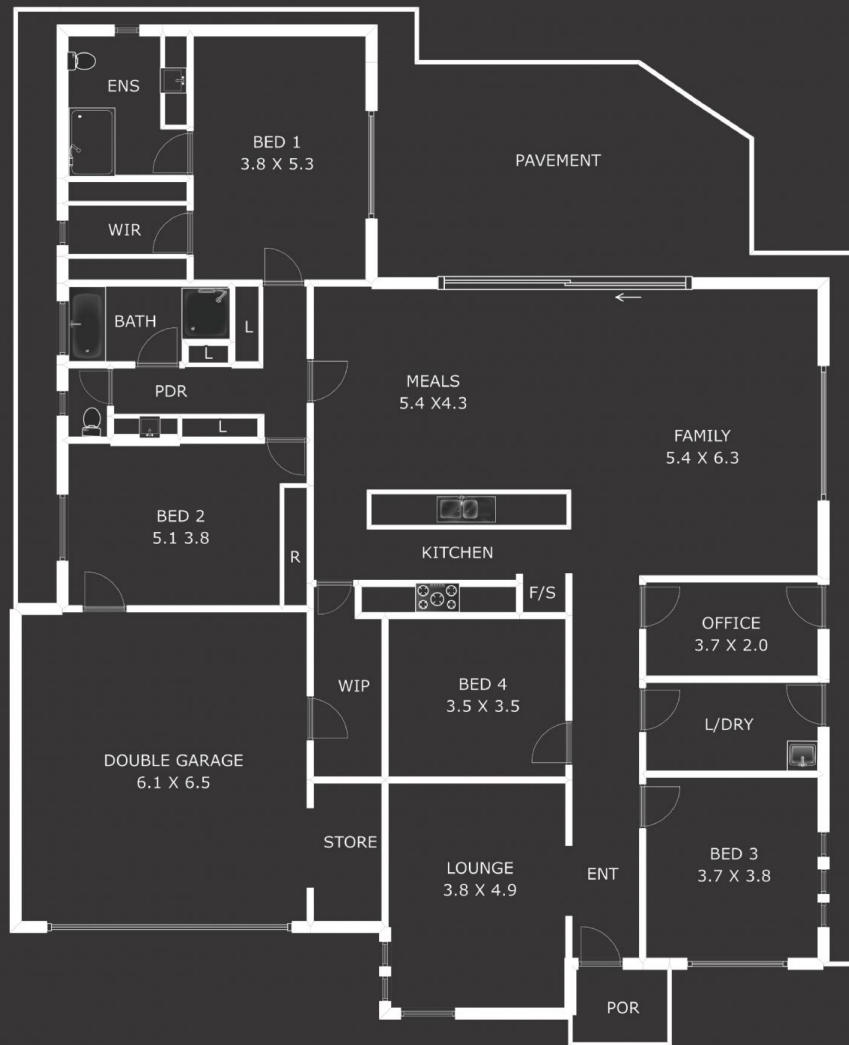 ENS
BED 1
3.8 X 5.3
PAVEMENT
WIR
BATH
L
L
PDR
MEALS
5.4 X4.3
FAMILY
5.4 X 6.3
L
BED 2
5.1 3.8
R
KITCHEN
F/S
OFFICE
3.7 X 2.0
WIP
BED 4
3.5 X 3.5
L/DRY
DOUBLE GARAGE
6.1 X 6.5
STORE
LOUNGE
3.8 X 4.9
ENT
BED 3
3.7 X 3.8
POR